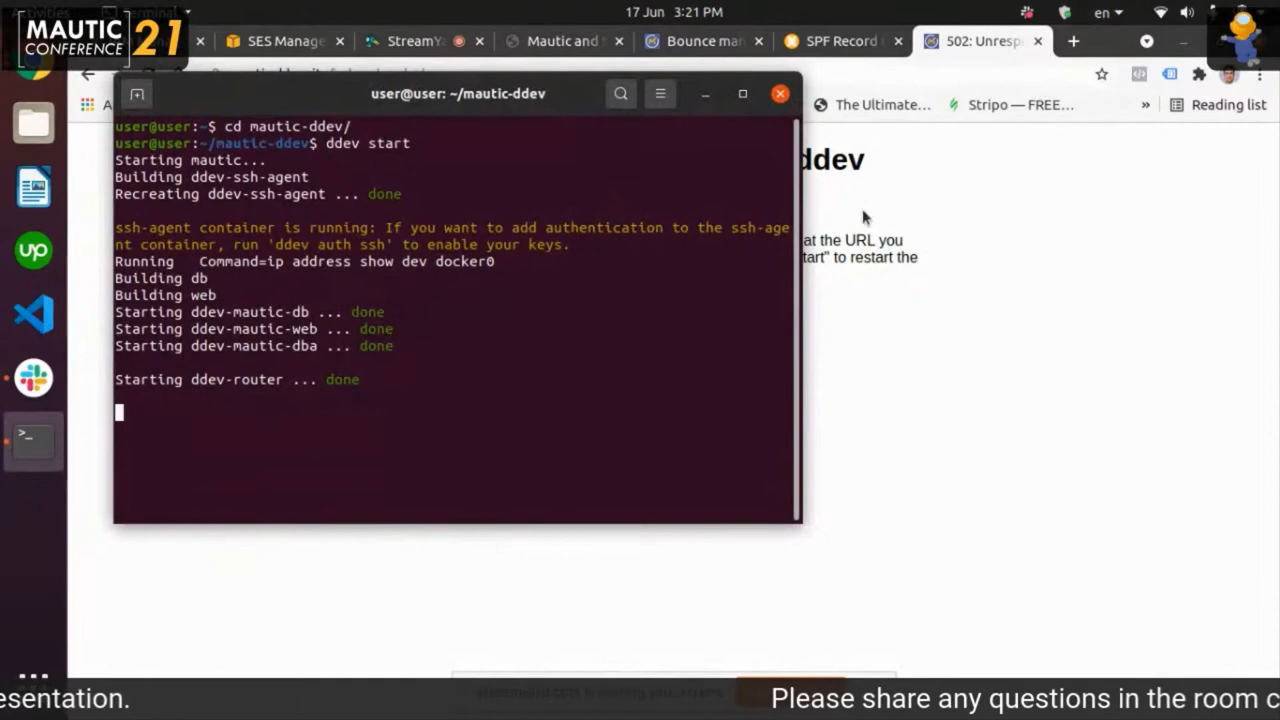 Activities
Terminal
17 Jun 3:21 PM
en
MAUTIC
CONFERENCE
21
SES Manage
StreamYa
Mautic and
Bounce man
SPF Record
502: Unresp
The Ultimate...
Stripo — FREE...
»
Reading list
user@user: ~/mautic-ddev
user@user:~$ cd mautic-ddev/
user@user:~/mautic-ddev$ ddev start
Starting mautic...
Building ddev-ssh-agent
Recreating ddev-ssh-agent ... done
ssh-agent container is running: If you want to add authentication to the ssh-age
nt container, run 'ddev auth ssh' to enable your keys.
Running   Command=ip address show dev docker0
Building db
Building web
Starting ddev-mautic-db ... done
Starting ddev-mautic-web ... done
Starting ddev-mautic-dba ... done
Starting ddev-router ... done
ddev
at the URL you
tart" to restart the
up
>_
esentation.
Please share any questions in the room c